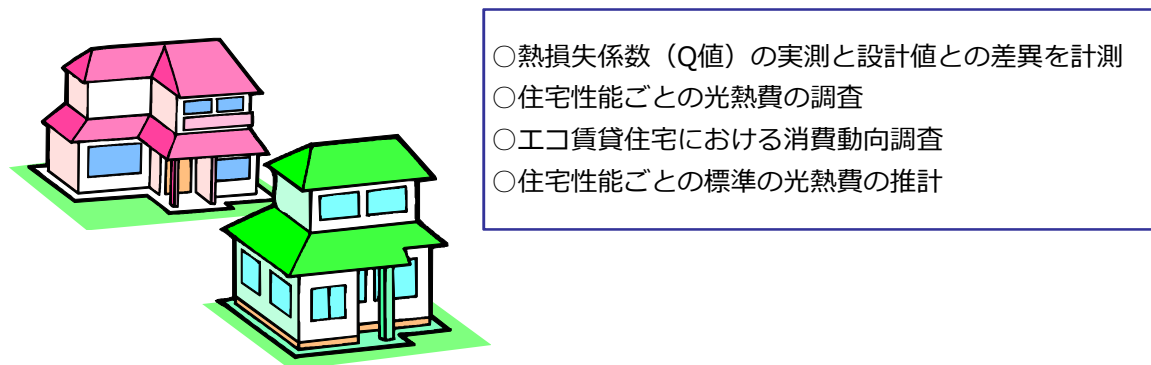 ○熱損失係数（Q値）の実測と設計値との差異を計測
○住宅性能ごとの光熱費の調査
○エコ賃貸住宅における消費動向調査
○住宅性能ごとの標準の光熱費の推計